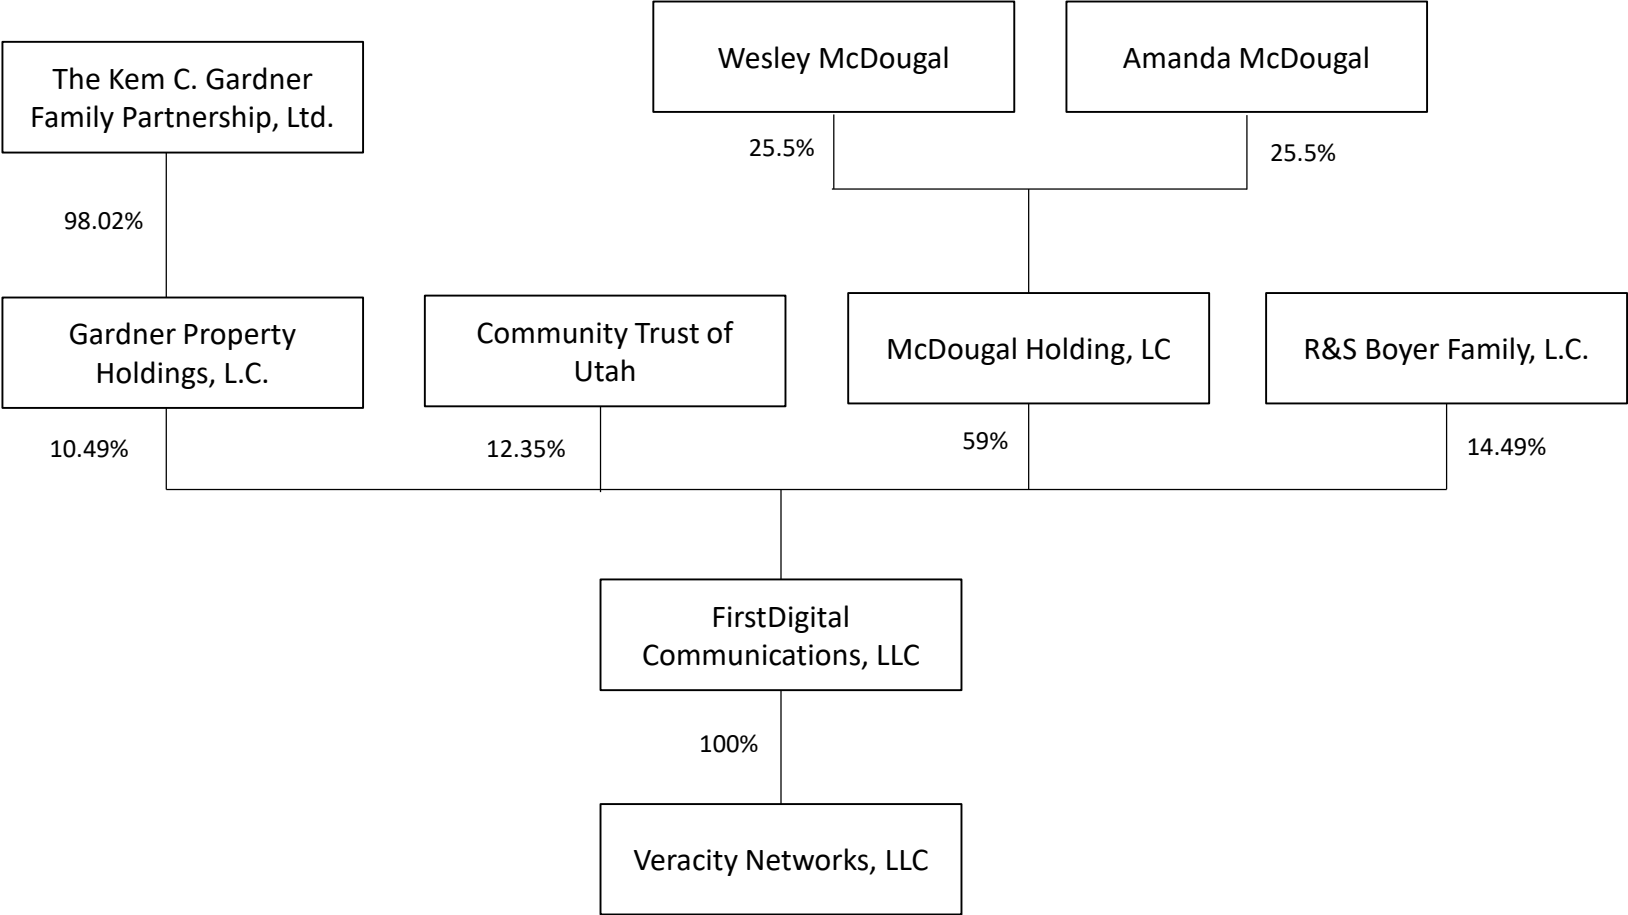 Wesley McDougal
Amanda McDougal
The Kem C. Gardner
Family Partnership, Ltd.
25.5%
25.5%
98.02%
Gardner Property
Holdings, L.C.
Community Trust of
Utah
McDougal Holding, LC
R&S Boyer Family, L.C.
10.49%
12.35%
59%
14.49%
FirstDigital
Communications, LLC
100%
Veracity Networks, LLC